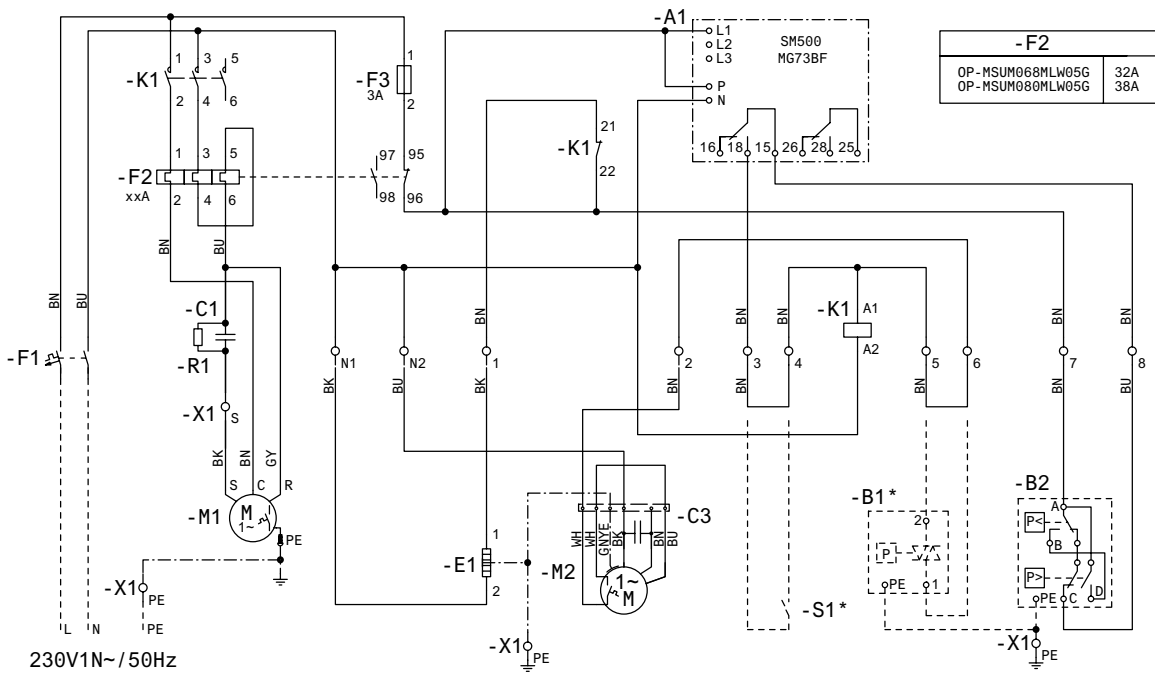 -A1
L1
L2
L3
SM500
MG73BF
P
N
16 18 15 26 28 25
-F2
OP-MSUM068MLW05G 32A
OP-MSUM080MLW05G 38A
-K1
1 3 5
2 4 6
-F3
3A
1
2
-K1
21
22
-F2
xxA
1 3 5
2 4 6
97 95
98 96
BN BU
BN BU
-C1
-R1
-F1
-X1
S
BK BN GY
S C R
-M1
M
1~
PE
-X1
PE
L N PE
230V1N~/50Hz
BN BN BN BN BN BN
-K1
A1
A2
N1 N2 1 2 3 4 5 6 7 8
BK BU BK BN BN BN BN BN BN BU
-E1
1
2
-C3
WH WH GNYE BK BN BU
-M2
1~
M
-X1
PE
-S1*
-B1*
2
P
PE 1
-B2
A
P<
B
P>
PE C D
-X1
PE